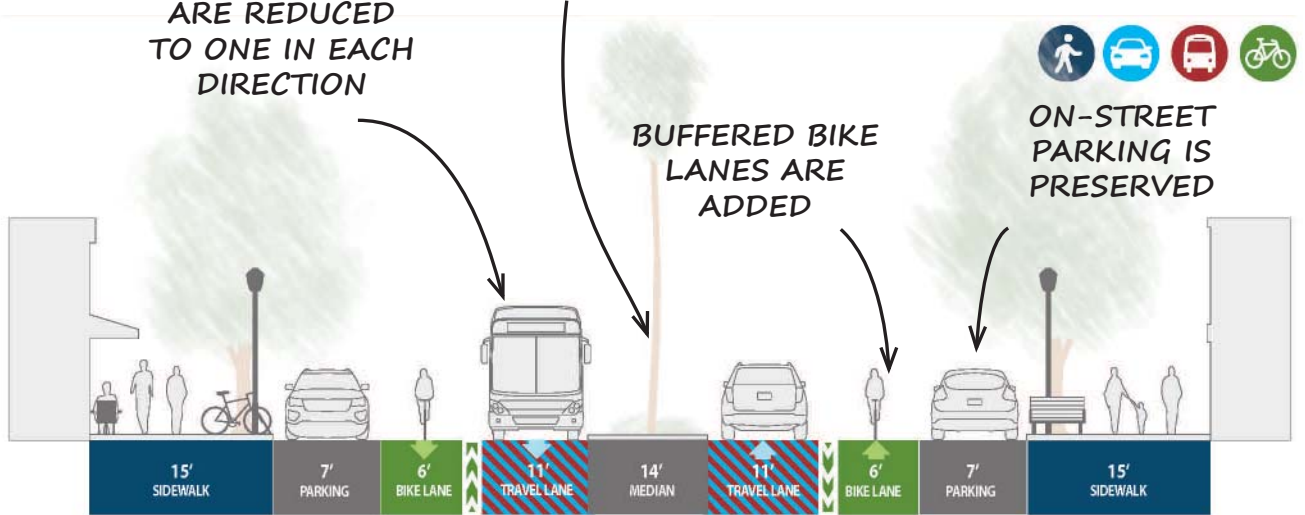 ARE REDUCED
TO ONE IN EACH
DIRECTION
BUFFERED BIKE
LANES ARE
ADDED
ON-STREET
PARKING IS
PRESERVED
15' 7' 6' 11' 14' 11' 6' 7' 15'
SIDEWALK PARKING BIKE LANE TRAVEL LANE MEDIAN TRAVEL LANE BIKE LANE PARKING SIDEWALK